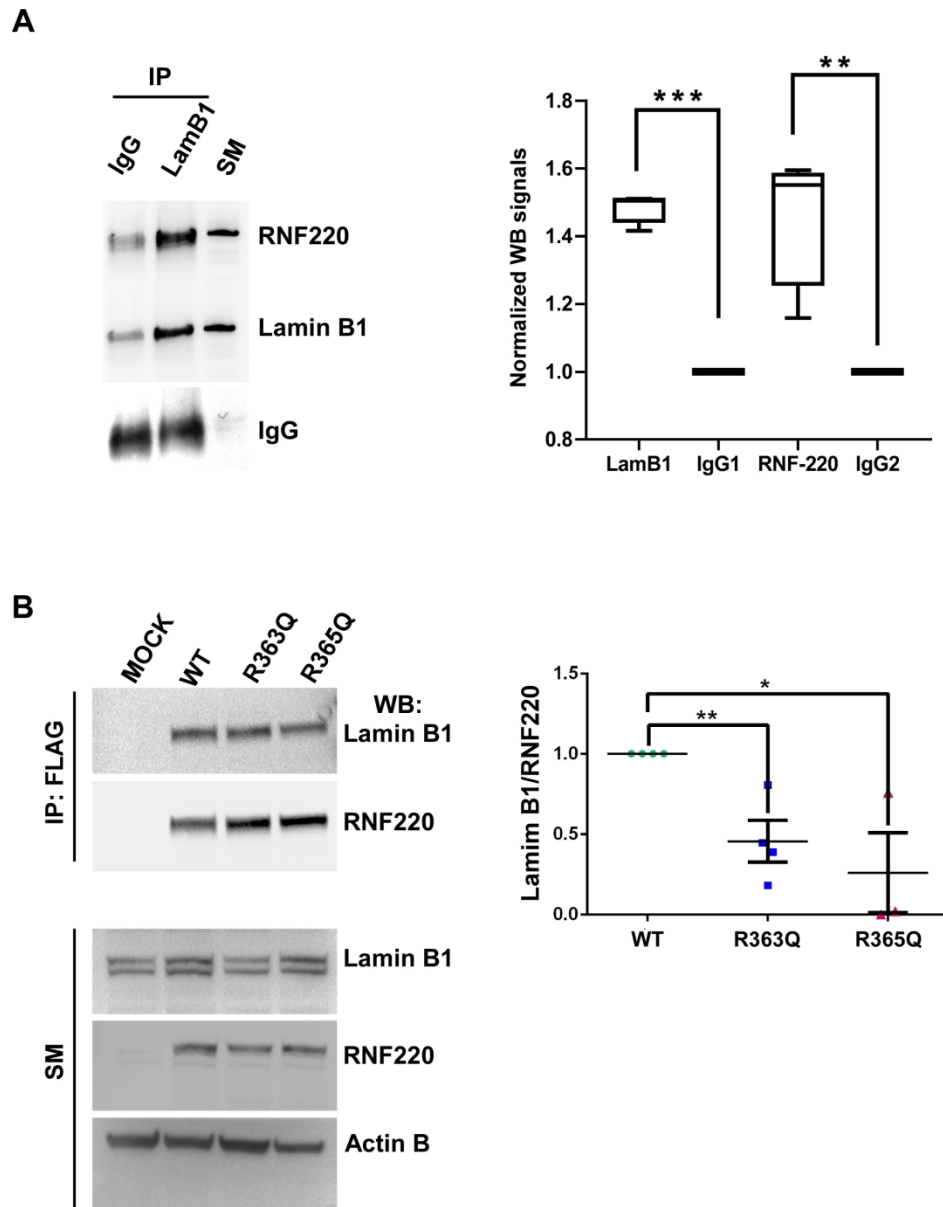 A
IP
IgG LamB1 SM
RNF220
Lamin B1
IgG
Normalized WB signals
1.8
1.6
1.4
1.2
1.0
0.8
*** **
LamB1 IgG1 RNF-220 IgG2
B
MOCK WT R363Q R365Q
WB:
IP: FLAG
Lamin B1
RNF220
SM
Lamin B1
RNF220
Actin B
Lamim B1/RNF220
1.5
1.0
0.5
0.0
*
**
WT R363Q R365Q